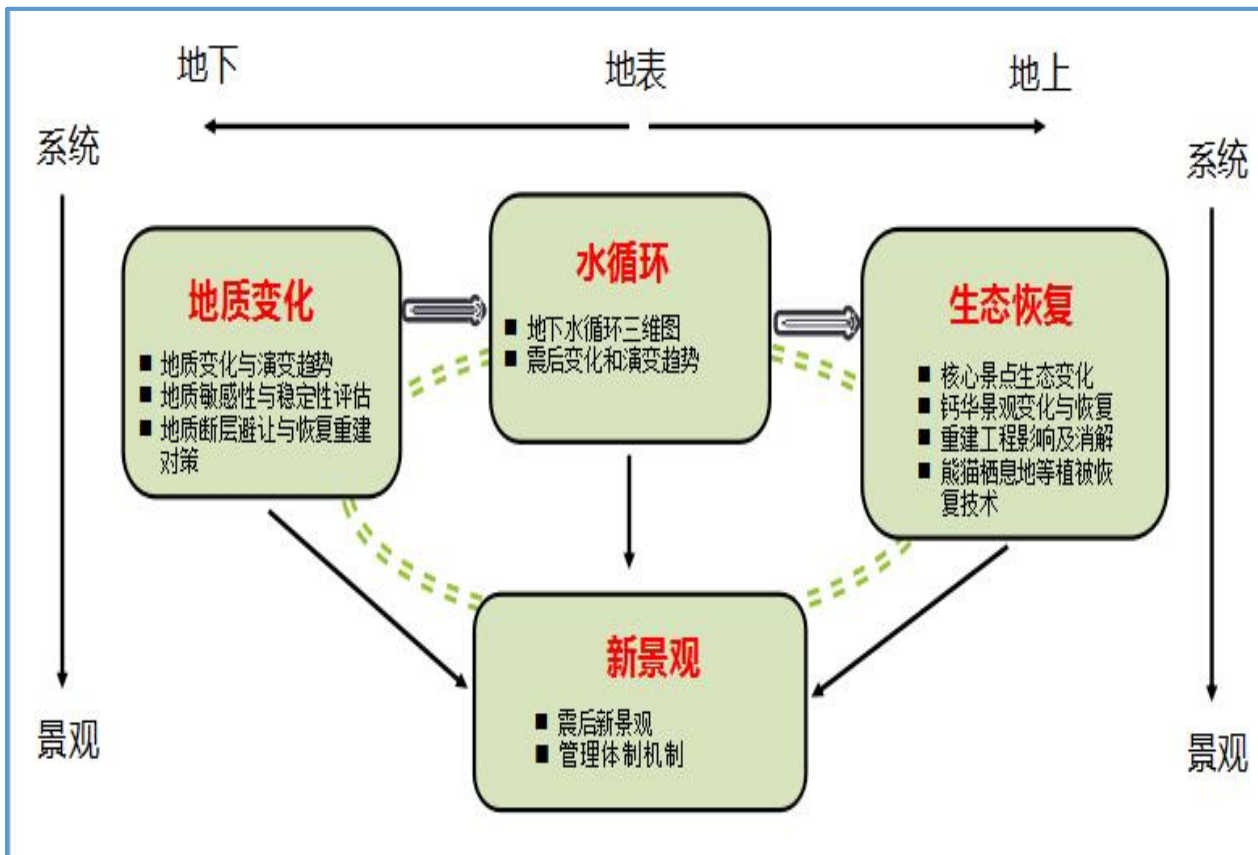 地下
地表
地上
系统
系统
地质变化
■ 地质变化与演变趋势
■ 地质敏感性与稳定性评估
■ 地质断层避让与恢复重建
对策
水循环
■ 地下水循环三维图
■ 震后变化和演变趋势
生态恢复
■ 核心景点生态变化
■ 钙华景观变化与恢复
■ 重建工程影响及消解
■ 熊猫栖息地等植被恢
复技术
新景观
■ 震后新景观
■ 管理体制机制
景观
景观